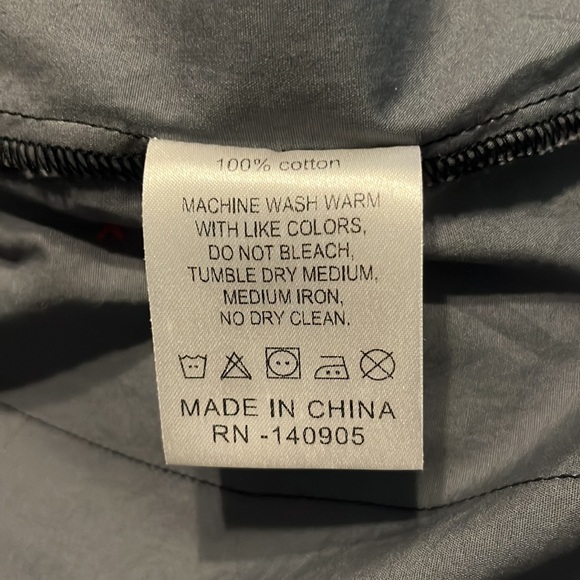 100% cotton
MACHINE WASH WARM
WITH LIKE COLORS,
DO NOT BLEACH,
TUMBLE DRY MEDIUM,
MEDIUM IRON,
NO DRY CLEAN.
MADE IN CHINA
RN -140905